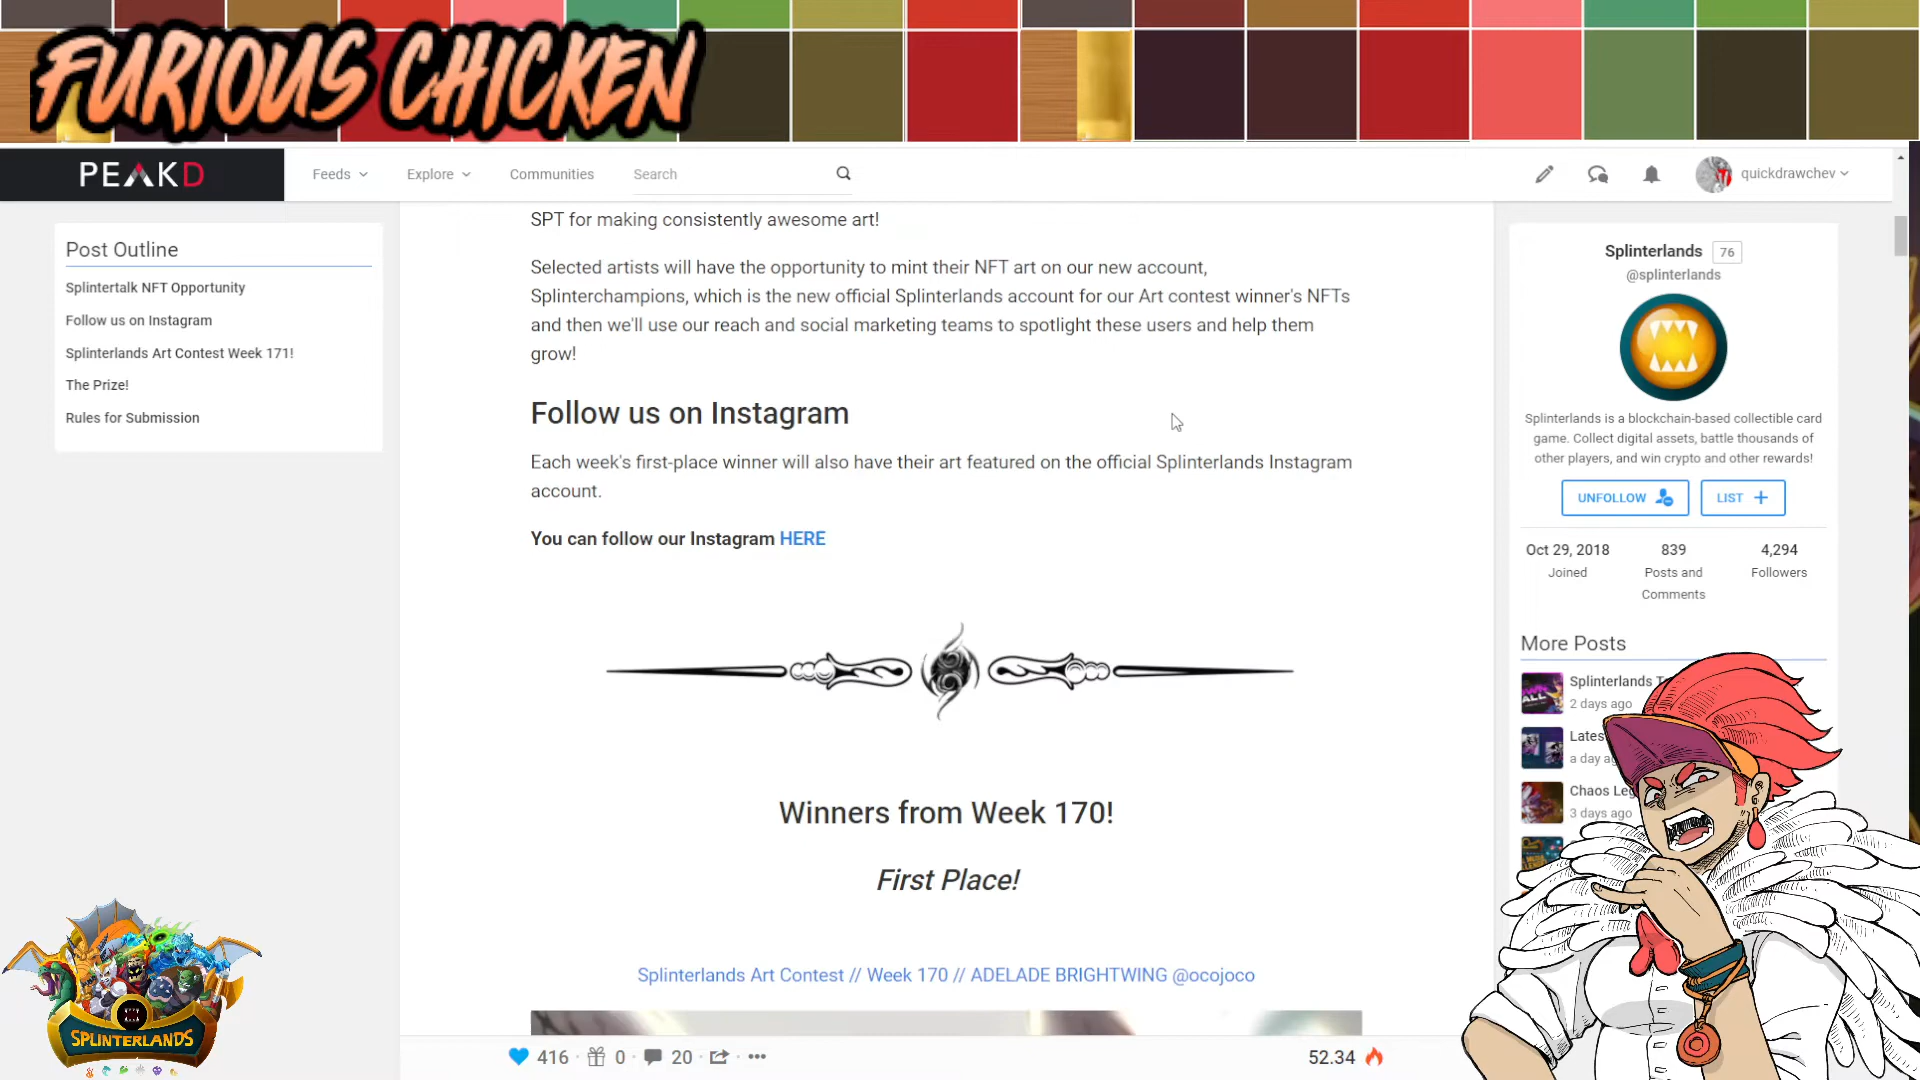 FURIOUS CHICKEN
PEAKD
Feeds
Explore
Communities
Search
quickdrawchev
Post Outline
Splintertalk NFT Opportunity
Follow us on Instagram
Splinterlands Art Contest Week 171!
The Prize!
Rules for Submission
SPT for making consistently awesome art!
Selected artists will have the opportunity to mint their NFT art on our new account,
Splinterchampions, which is the new official Splinterlands account for our Art contest winner's NFTs
and then we'll use our reach and social marketing teams to spotlight these users and help them
grow!
Follow us on Instagram
Each week's first-place winner will also have their art featured on the official Splinterlands Instagram
account.
You can follow our Instagram HERE
Winners from Week 170!
First Place!
Splinterlands Art Contest // Week 170 // ADELADE BRIGHTWING @ocojoco
416 · 0 · 20 ·
52.34
Splinterlands 76
@splinterlands
Splinterlands is a blockchain-based collectible card
game. Collect digital assets, battle thousands of
other players, and win crypto and other rewards!
UNFOLLOW
LIST
Oct 29, 2018 839 4,294
Joined Posts and Followers
Comments
More Posts
Splinterlands
2 days ago
a day
Chaos
3 days ago
SPLINTERLANDS